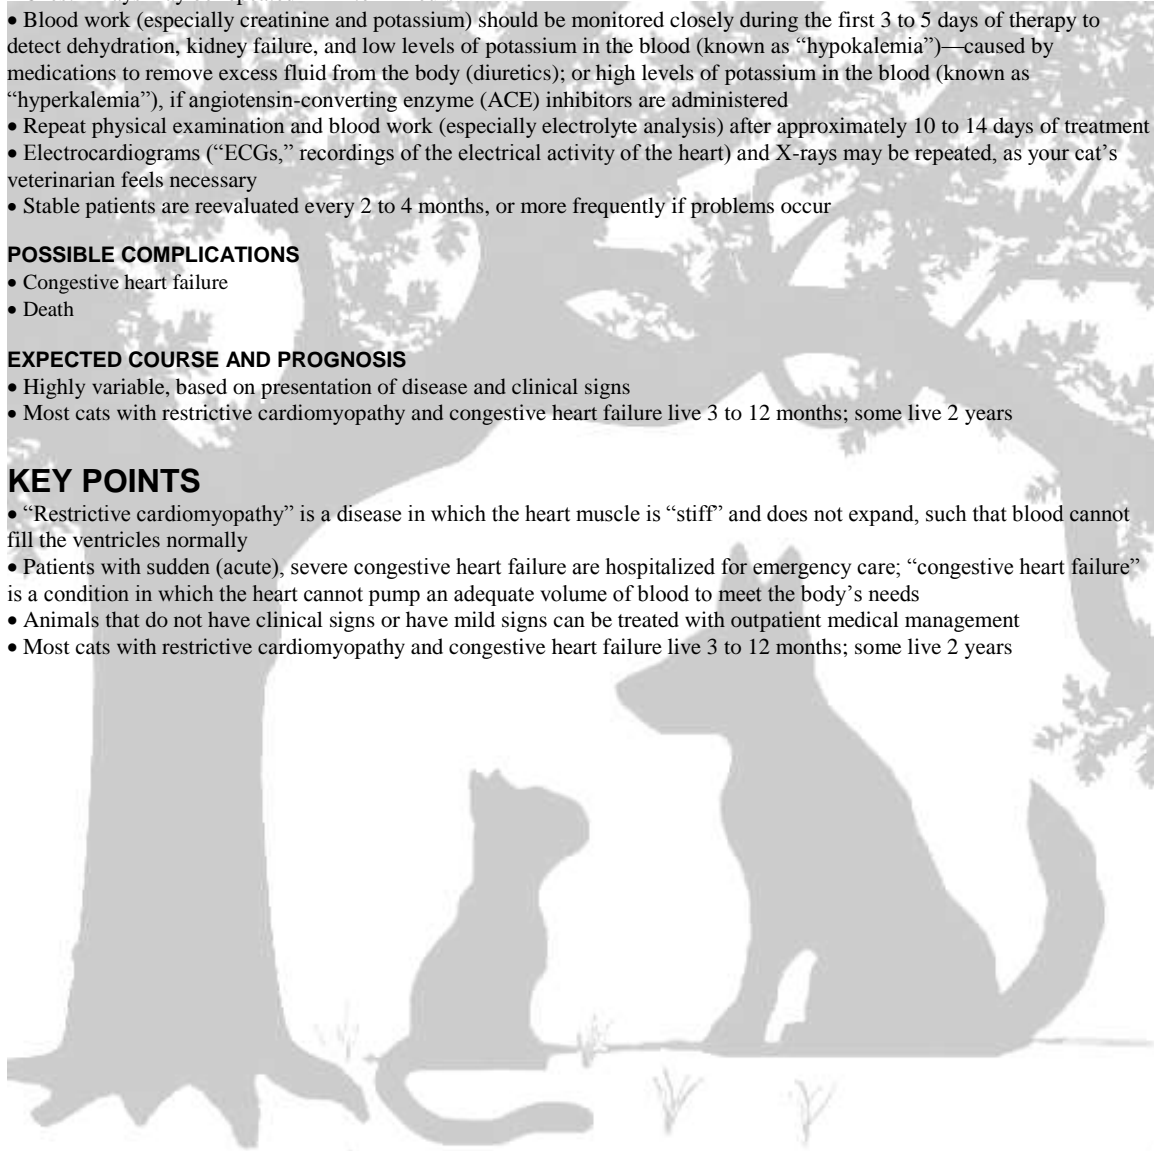 • Blood work (especially creatinine and potassium) should be monitored closely during the first 3 to 5 days of therapy to
detect dehydration, kidney failure, and low levels of potassium in the blood (known as “hypokalemia”)—caused by
medications to remove excess fluid from the body (diuretics); or high levels of potassium in the blood (known as
“hyperkalemia”), if angiotensin-converting enzyme (ACE) inhibitors are administered
• Repeat physical examination and blood work (especially electrolyte analysis) after approximately 10 to 14 days of treatment
• Electrocardiograms (“ECGs,” recordings of the electrical activity of the heart) and X-rays may be repeated, as your cat’s
veterinarian feels necessary
• Stable patients are reevaluated every 2 to 4 months, or more frequently if problems occur
POSSIBLE COMPLICATIONS
• Congestive heart failure
• Death
EXPECTED COURSE AND PROGNOSIS
• Highly variable, based on presentation of disease and clinical signs
• Most cats with restrictive cardiomyopathy and congestive heart failure live 3 to 12 months; some live 2 years
KEY POINTS
• “Restrictive cardiomyopathy” is a disease in which the heart muscle is “stiff” and does not expand, such that blood cannot
fill the ventricles normally
• Patients with sudden (acute), severe congestive heart failure are hospitalized for emergency care; “congestive heart failure”
is a condition in which the heart cannot pump an adequate volume of blood to meet the body’s needs
• Animals that do not have clinical signs or have mild signs can be treated with outpatient medical management
• Most cats with restrictive cardiomyopathy and congestive heart failure live 3 to 12 months; some live 2 years